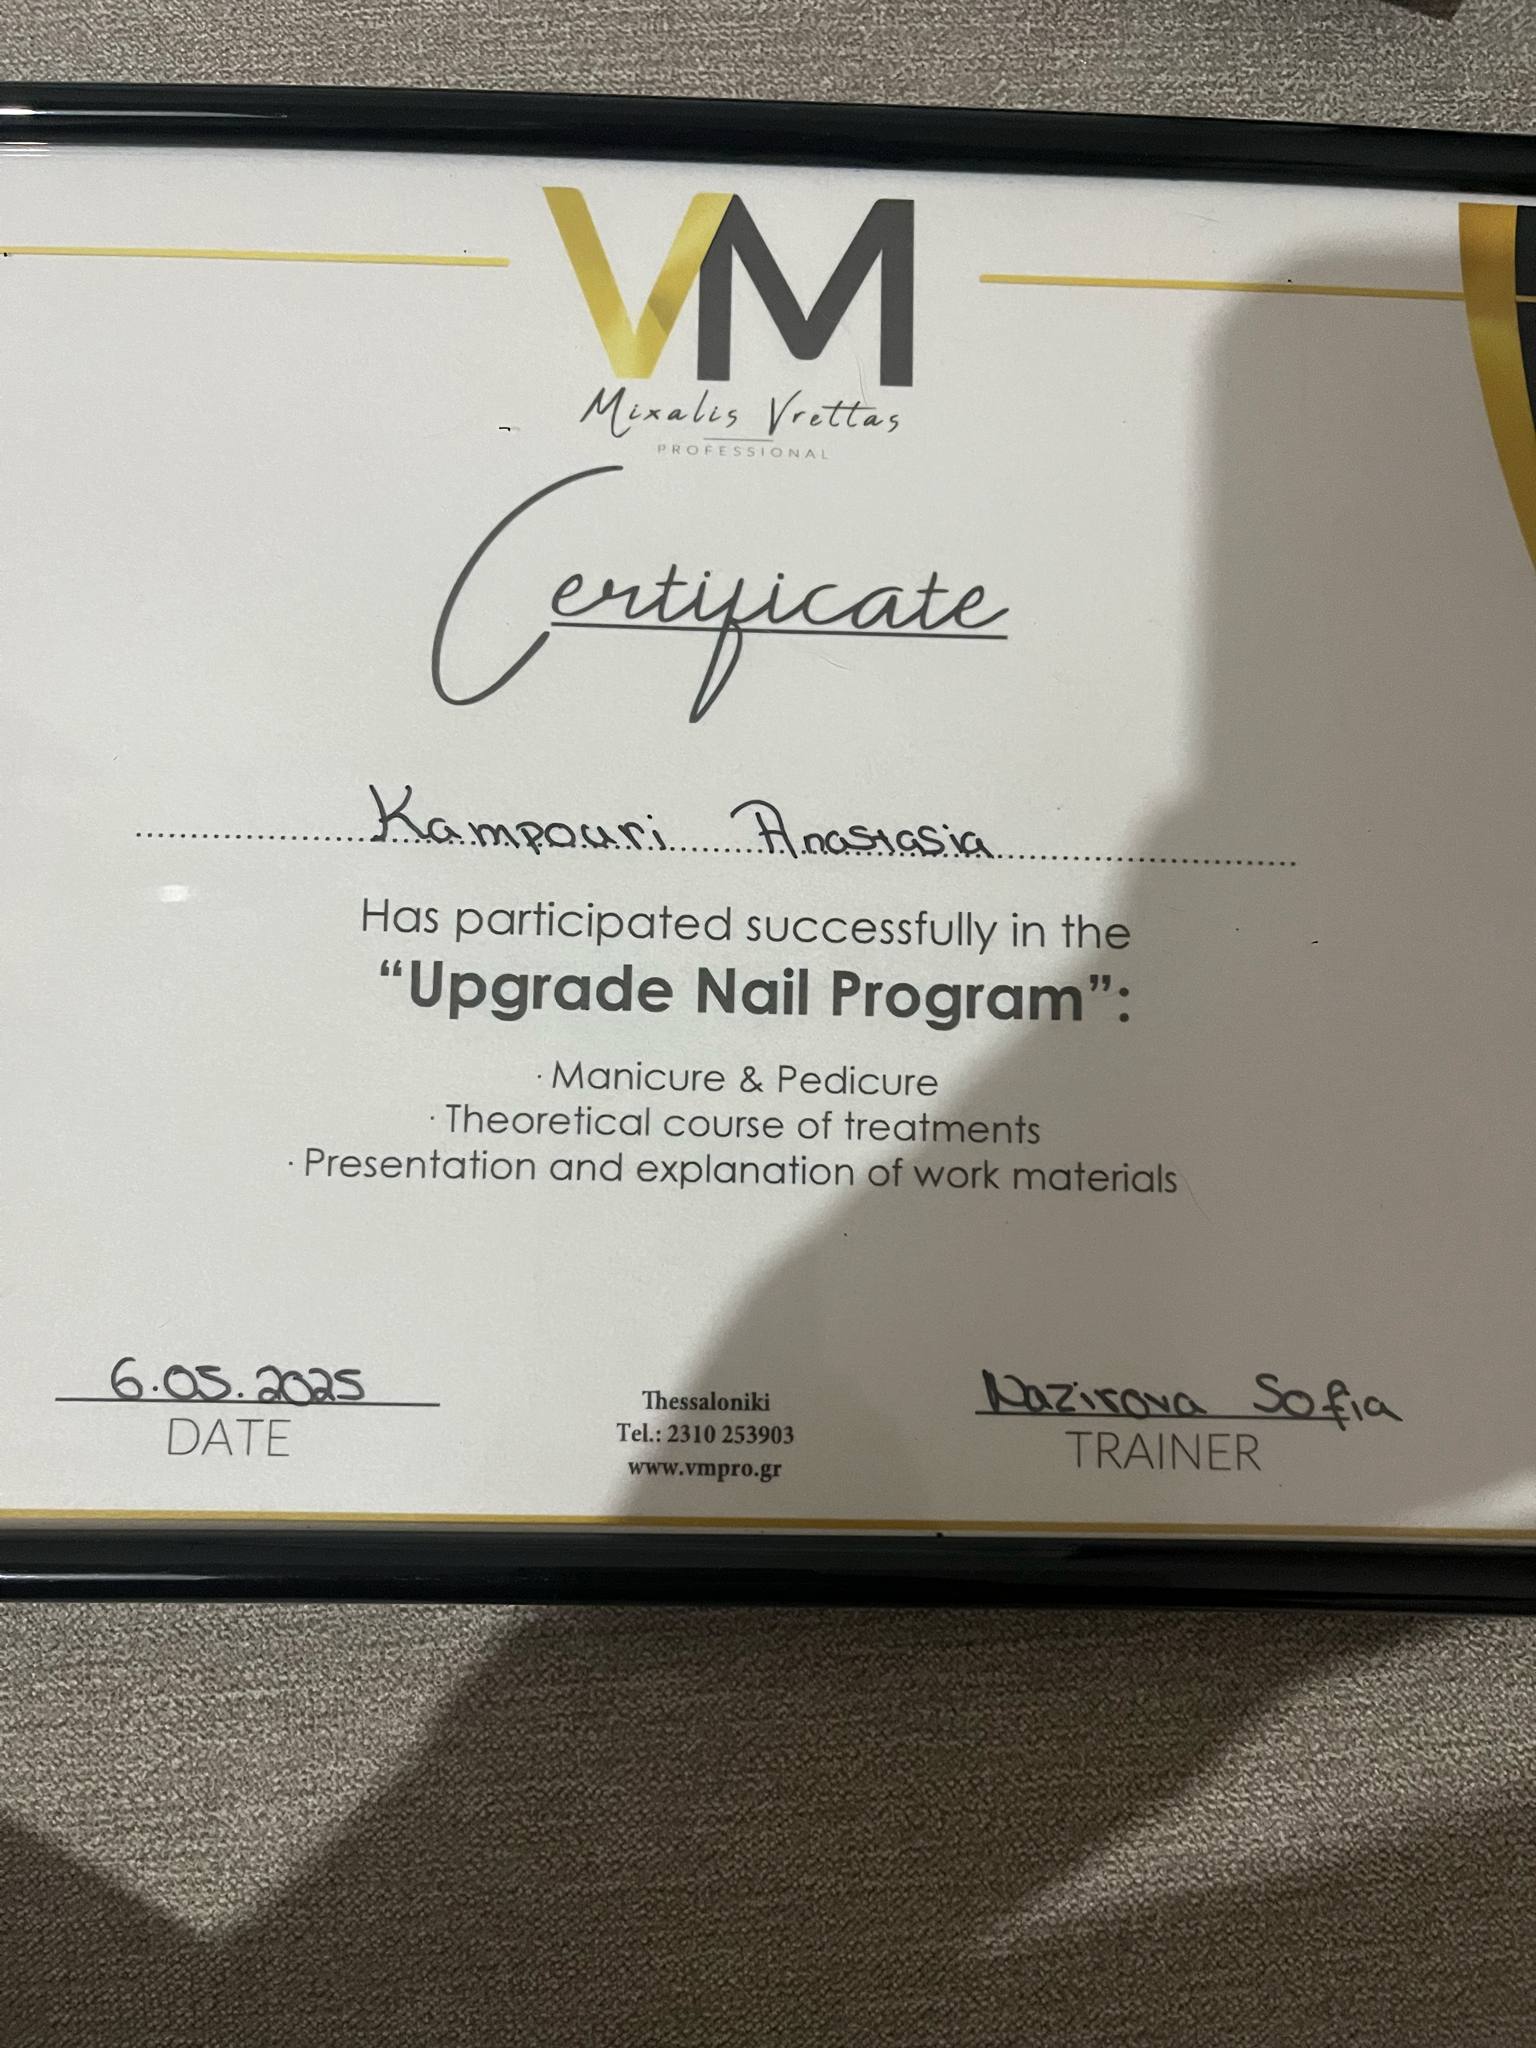 VM
Mixalis Vrettas
PROFESSIONAL
Certificate
Kampouri Anastasia
Has participated successfully in the
“Upgrade Nail Program”:
· Manicure & Pedicure
· Theoretical course of treatments
· Presentation and explanation of work materials
6.05.2025
DATE
Thessaloniki
Tel.: 2310 253903
www.vmpro.gr
Nazirova Sofia
TRAINER